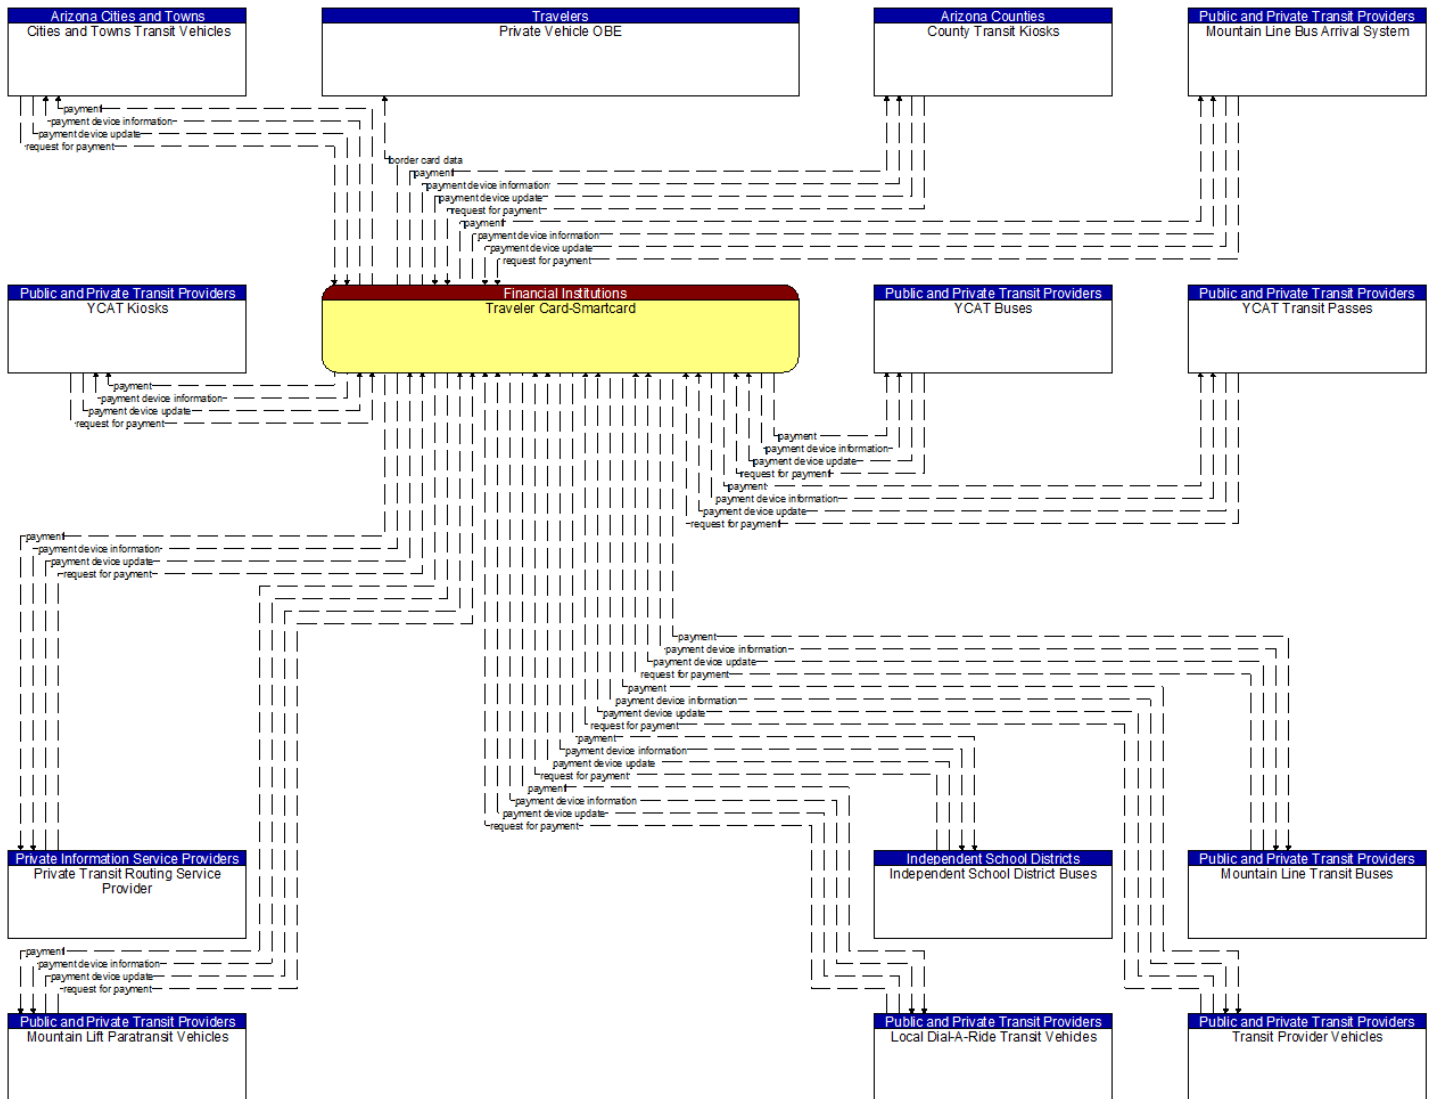 Arizona Cities and Towns
Cities and Towns Transit Vehicles
Travelers
Private Vehicle OBE
Arizona Counties
County Transit Kiosks
Public and Private Transit Providers
Mountain Line Bus Arrival System
payment
payment device information
payment device update
request for payment
border card data
payment
payment device information
payment device update
request for payment
payment
payment device information
payment device update
request for payment
Public and Private Transit Providers
YCAT Kiosks
Financial Institutions
Traveler Card-Smartcard
Public and Private Transit Providers
YCAT Buses
Public and Private Transit Providers
YCAT Transit Passes
payment
payment device information
payment device update
request for payment
payment
payment device information
payment device update
request for payment
payment
payment device information
payment device update
request for payment
payment
payment device information
payment device update
request for payment
payment
payment device information
payment device update
request for payment
payment
payment device information
payment device update
request for payment
payment
payment device information
payment device update
request for payment
payment
payment device information
payment device update
request for payment
Private Information Service Providers
Private Transit Routing Service
Provider
Independent School Districts
Independent School District Buses
Public and Private Transit Providers
Mountain Line Transit Buses
payment
payment device information
payment device update
request for payment
Public and Private Transit Providers
Mountain Lift Paratransit Vehicles
Public and Private Transit Providers
Local Dial-A-Ride Transit Vehicles
Public and Private Transit Providers
Transit Provider Vehicles